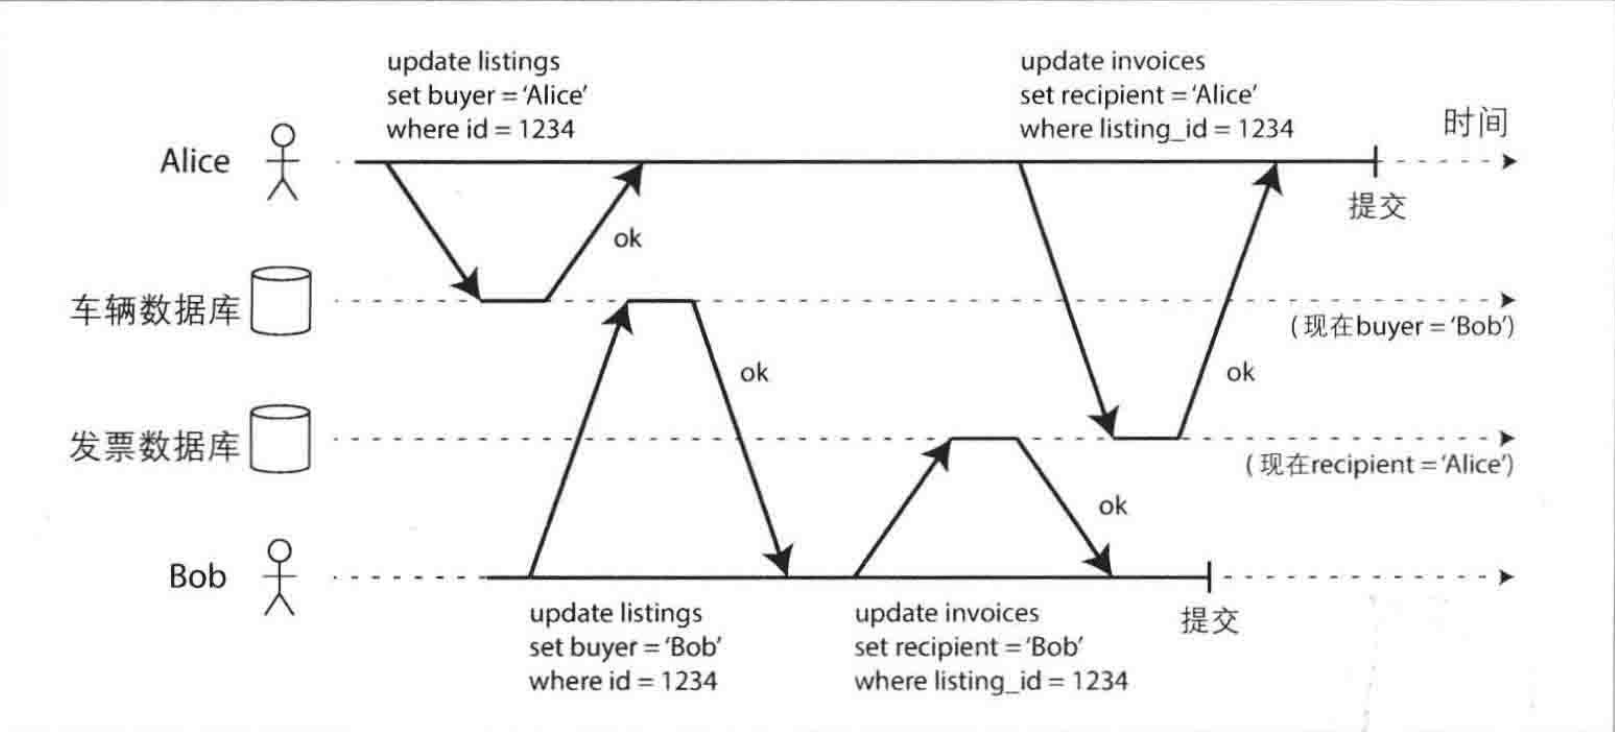 update listings
set buyer = ‘Alice’
where id = 1234
update invoices
set recipient = ‘Alice’
where listing_id = 1234
时间
Alice
提交
ok
车辆数据库
(现在buyer = ‘Bob’)
ok
ok
发票数据库
(现在recipient = ‘Alice’)
ok
Bob
update listings
set buyer = ‘Bob’
where id = 1234
update invoices
set recipient = ‘Bob’
where listing_id = 1234
提交